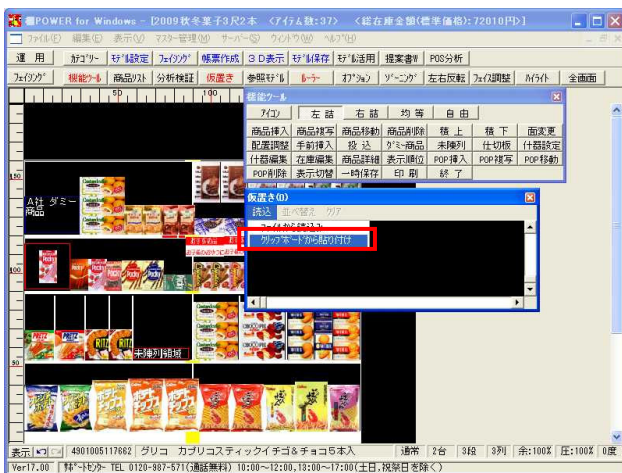 棚POWER for Windows - [2009秋冬菓子3尺2本 <アイテム数:37> <総在庫金額(標準価格):72010円>]
ファイル(F) 編集(E) 表示(V) マスター管理(M) サーバー(S) ウィンドウ(W) ヘルプ(H)
運 用 カテゴリー モデル設定 フェイシング 帳票作成 3D表示 モデル保存 モデル活用 提案書W POS分析
フェイシング 機能ツール 商品リスト 分析検証 仮置き 参照モデル ルーラー オプション ゾーニング 左右反転 フェイス調整 ハイライト 全画面
50 100
機能ツール
アイコン 左 詰 右 詰 均 等 自 由
商品挿入 商品複写 商品移動 商品削除 積 上 積 下 面変更
配置調整 手前挿入 投 込 ダミー商品 未陳列 仕切板 什器設定
什器編集 在庫編集 商品詳細 表示順位 POP挿入 POP複写 POP移動
POP削除 表示切替 一時保存 印 刷 終 了
150
A社 ダミー
商品
仮置き(D)
読込 並べ替え クリア
ファイルから読込み
クリップボードから貼り付け
100
Pocky
PRETZ
RITZ
未陳列領域
50
表示 4901005117662 グリコ カプリコスティックイチゴ&チョコ5本入 通常 2台 3段 3列 余:100% 圧:100% 0度
Ver17.00 サポートセンター TEL 0120-987-571(通話無料) 10:00~12:00,13:00~17:00(土日,祝祭日を除く)